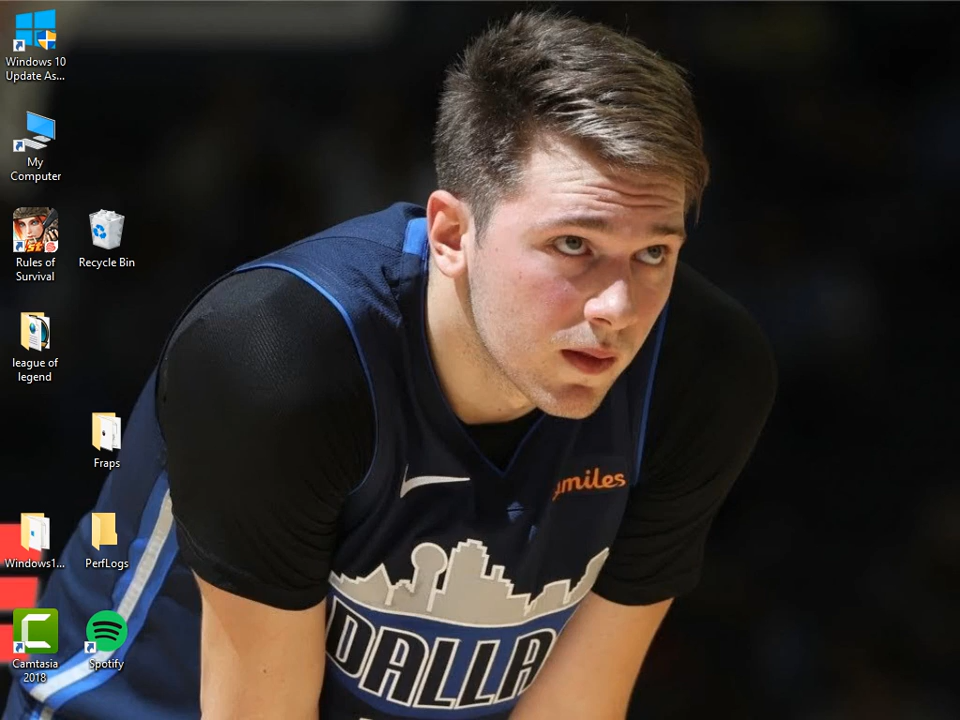 Windows 10
Update As...
My
Computer
Rules of
Survival
Recycle Bin
league of
legend
Fraps
Windows1...
PerfLogs
Camtasia
2018
Spotify
miles
DALLA